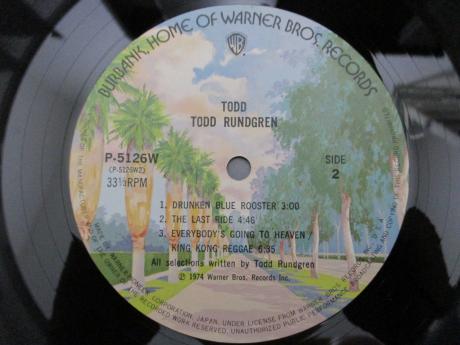 BURBANK, HOME OF WARNER BROS. RECORDS
WB
TODD
TODD RUNDGREN
P-5126W
(P-5126W2)
33⅓RPM
SIDE
2
1. DRUNKEN BLUE ROOSTER 3:00
2. THE LAST RIDE 4:46
3. EVERYBODY'S GOING TO HEAVEN/
KING KONG REGGAE 6:35
All selections written by Todd Rundgren
℗ 1974 Warner Bros. Records Inc.
CORPORATION, JAPAN, UNDER LICENSE FROM WARNER BROS.
RECORDED WORK RESERVED. UNAUTHORIZED PUBLIC PERFORMANCE